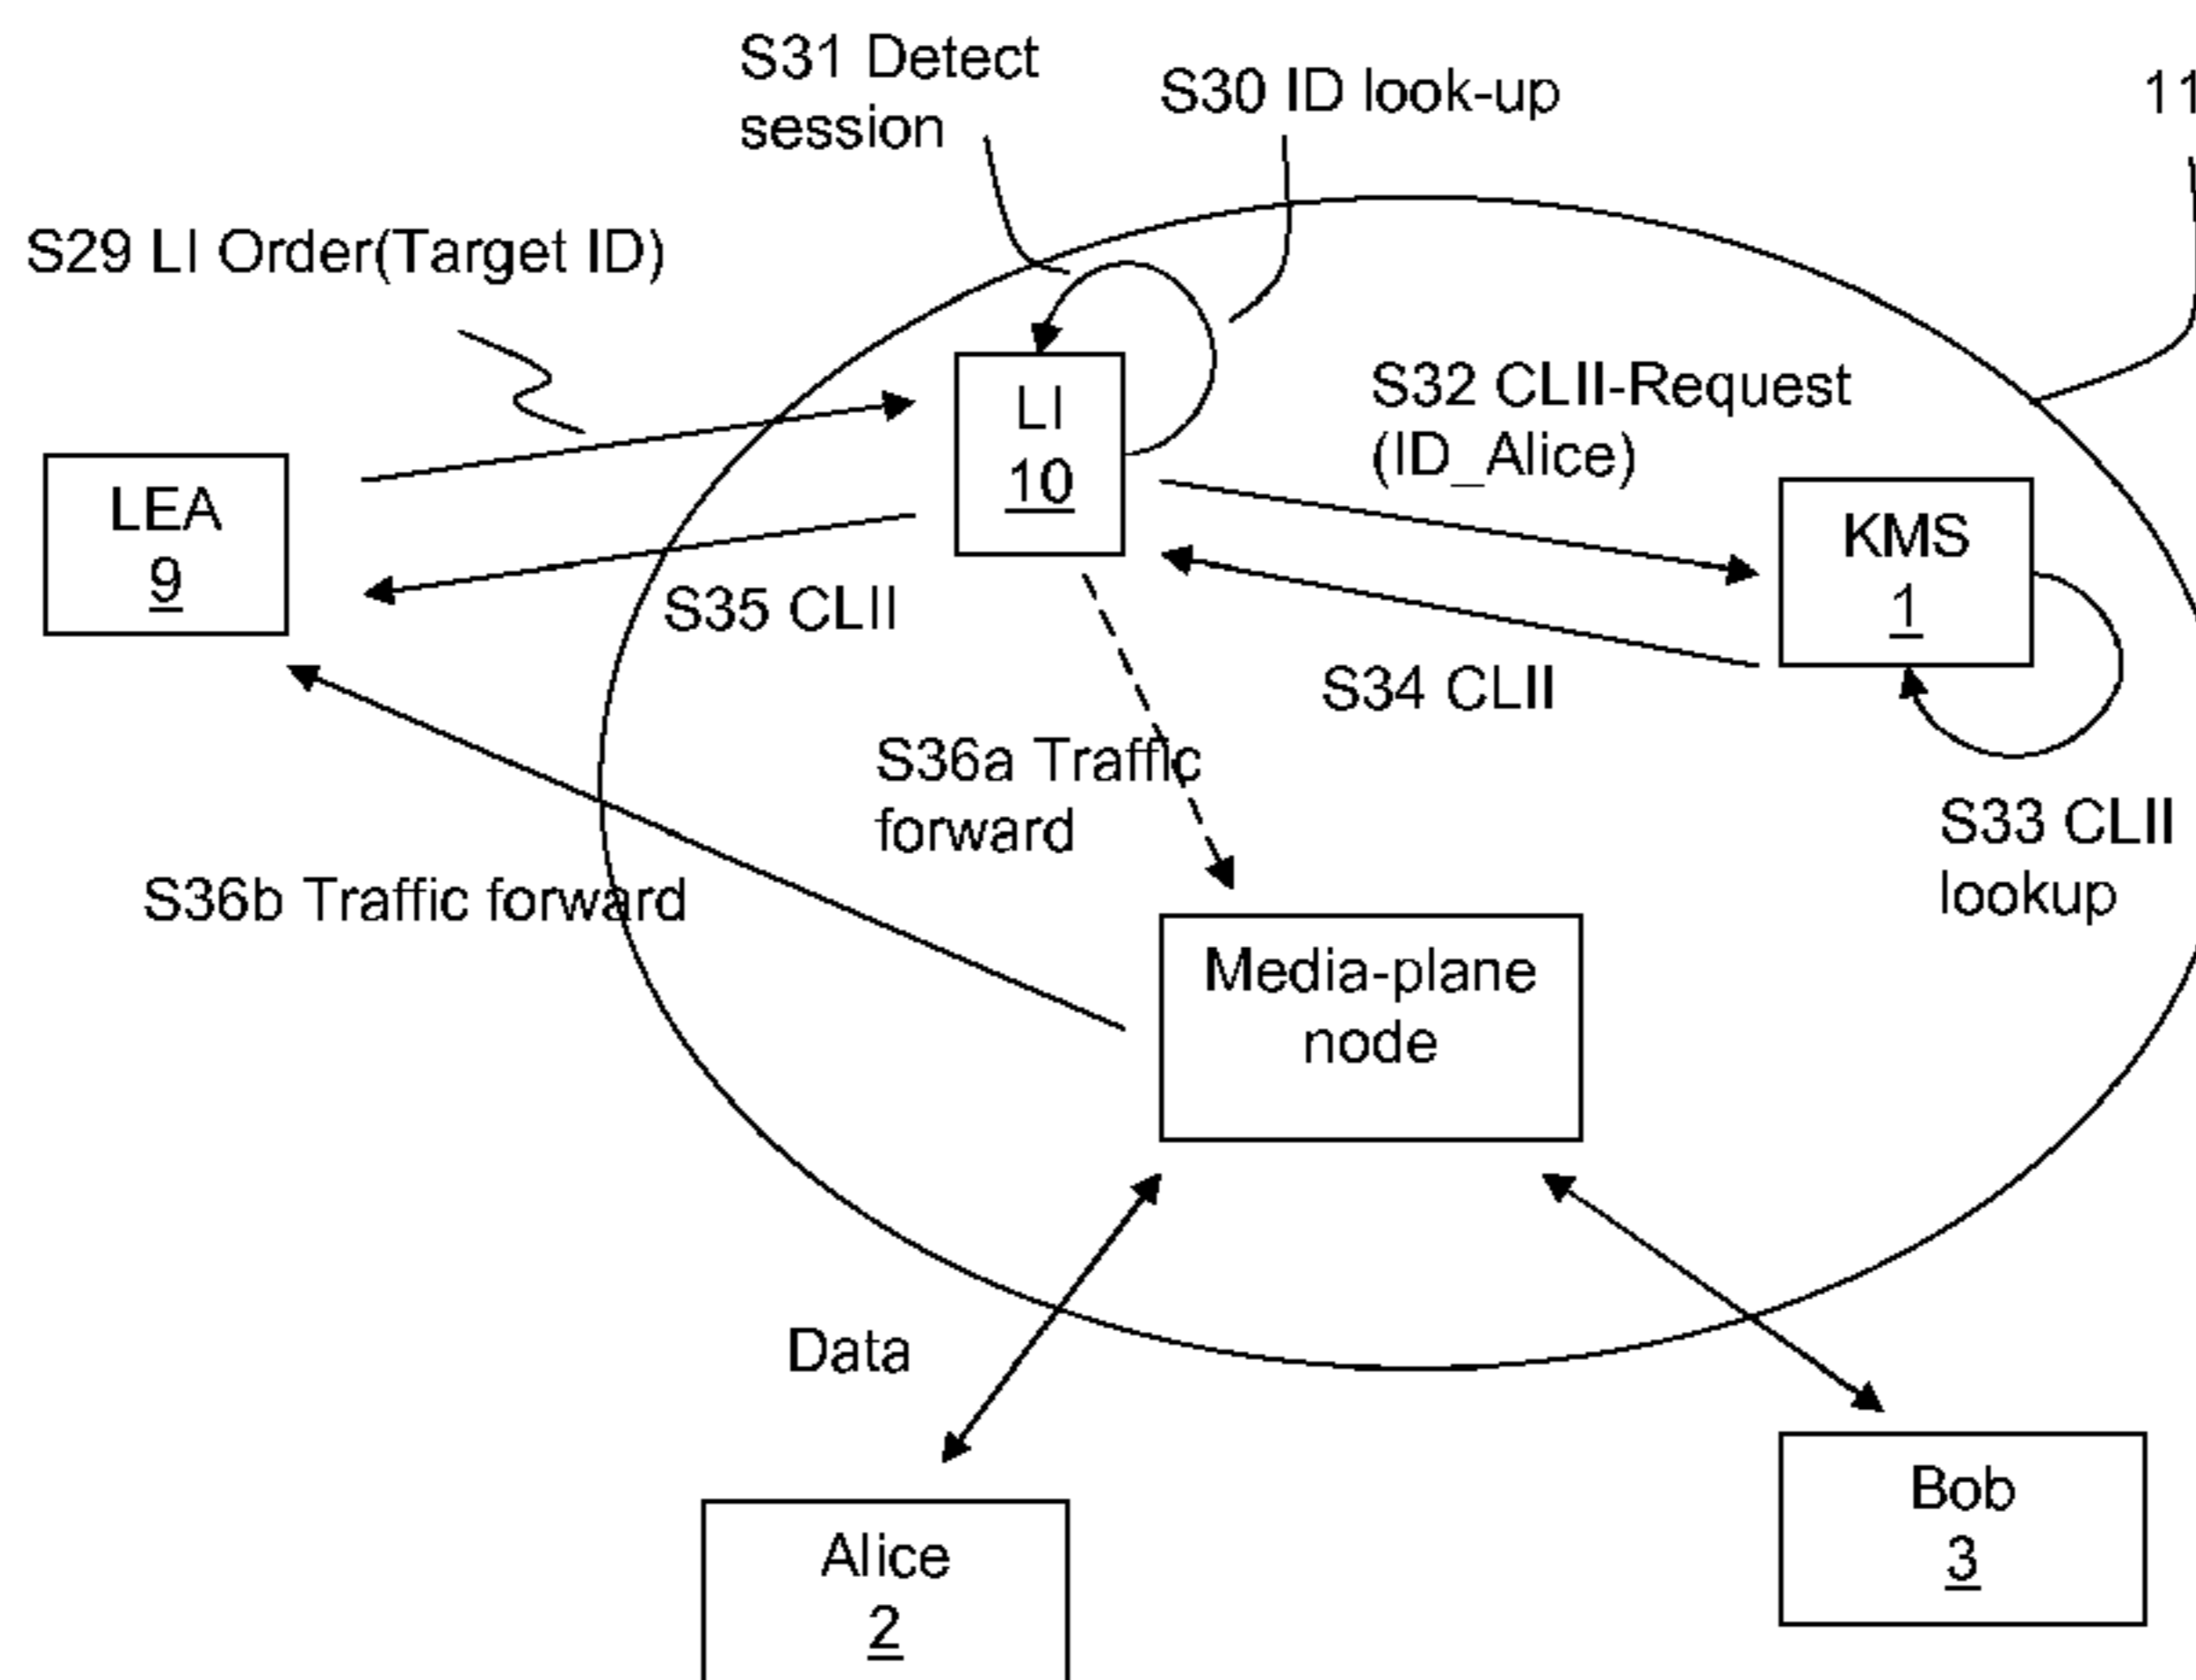 S31 Detect
session
S30 ID look-up
11
S29 LI Order(Target ID)
LI
10
S32 CLII-Request
(ID_Alice)
LEA
9
KMS
1
S35 CLII
S34 CLII
S36a Traffic
forward
S33 CLII
lookup
S36b Traffic forward
Media-plane
node
Data
Bob
3
Alice
2